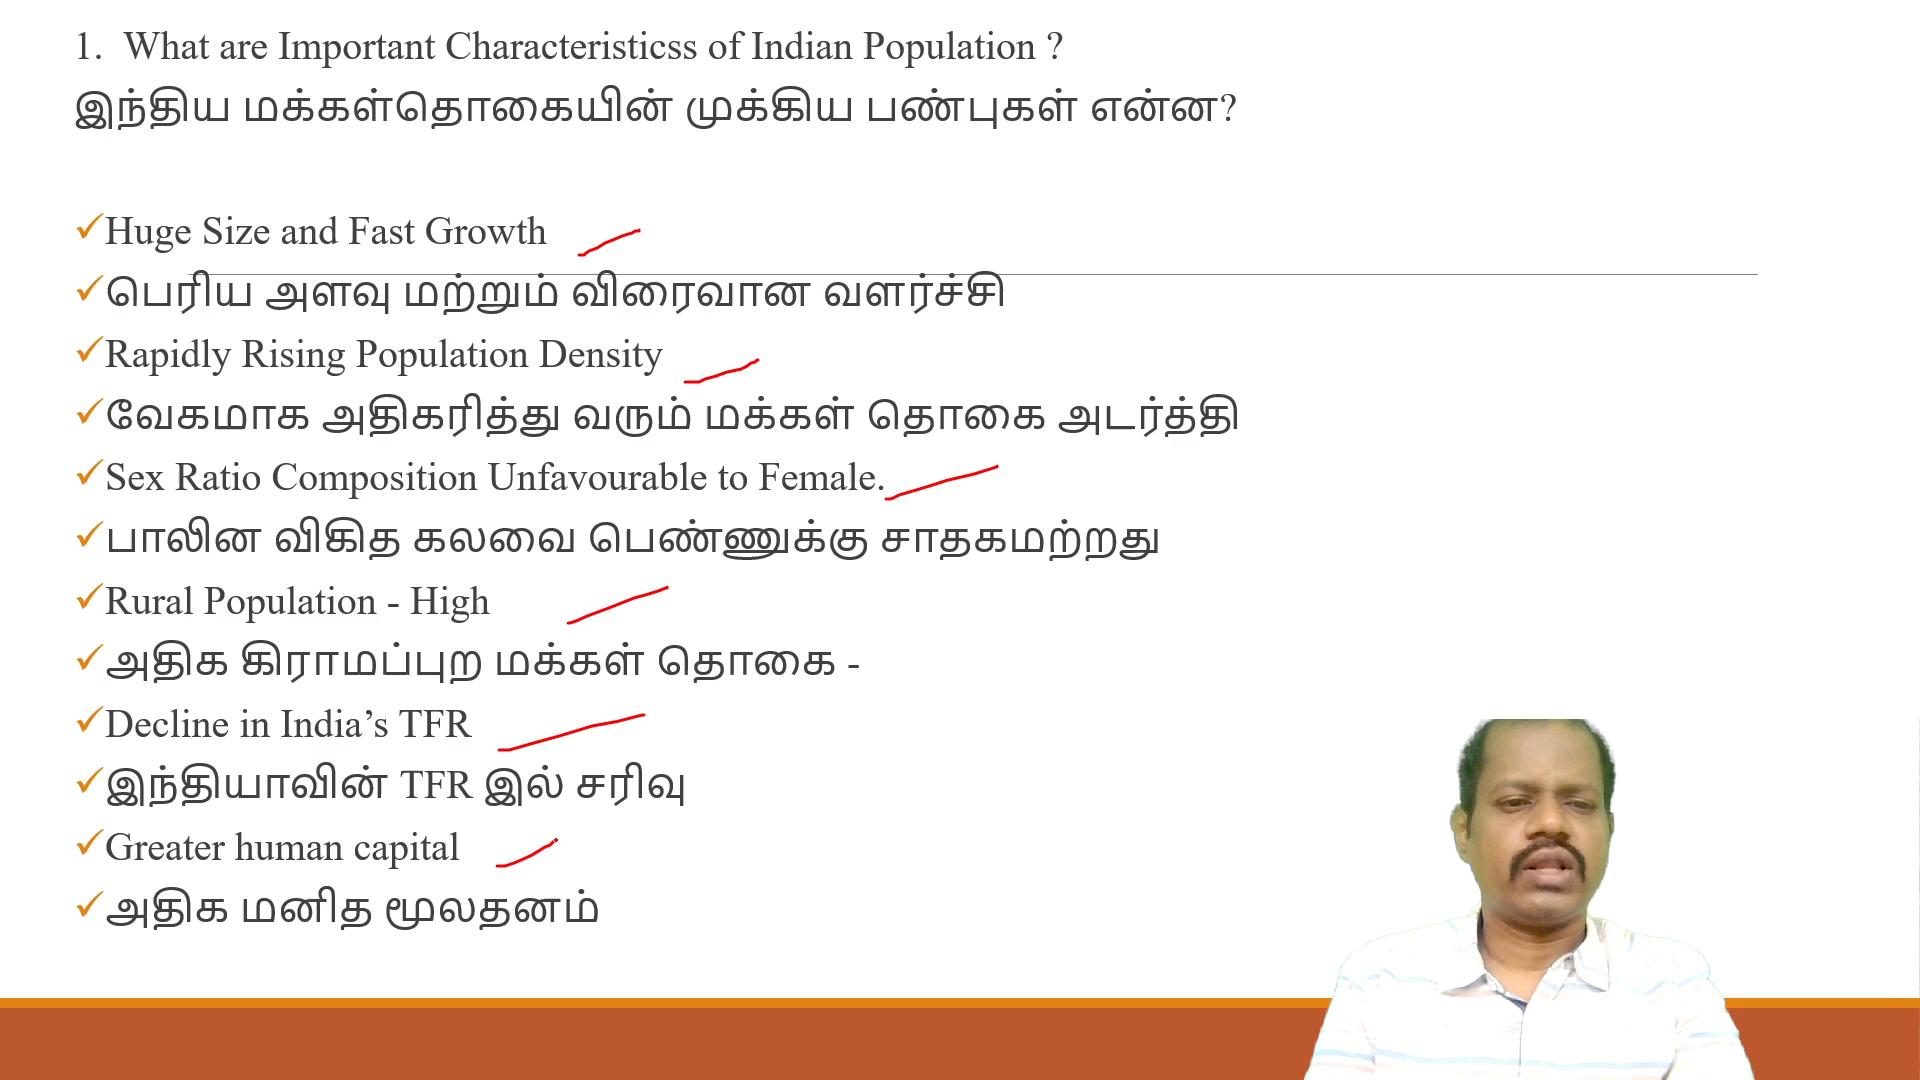 1. What are Important Characteristicss of Indian Population ?
இந்திய மக்கள்தொகையின் முக்கிய பண்புகள் என்ன?
✓Huge Size and Fast Growth
✓பெரிய அளவு மற்றும் விரைவான வளர்ச்சி
✓Rapidly Rising Population Density
✓வேகமாக அதிகரித்து வரும் மக்கள் தொகை அடர்த்தி
✓Sex Ratio Composition Unfavourable to Female.
✓பாலின விகித கலவை பெண்ணுக்கு சாதகமற்றது
✓Rural Population - High
✓அதிக கிராமப்புற மக்கள் தொகை -
✓Decline in India’s TFR
✓இந்தியாவின் TFR இல் சரிவு
✓Greater human capital
✓அதிக மனித மூலதனம்